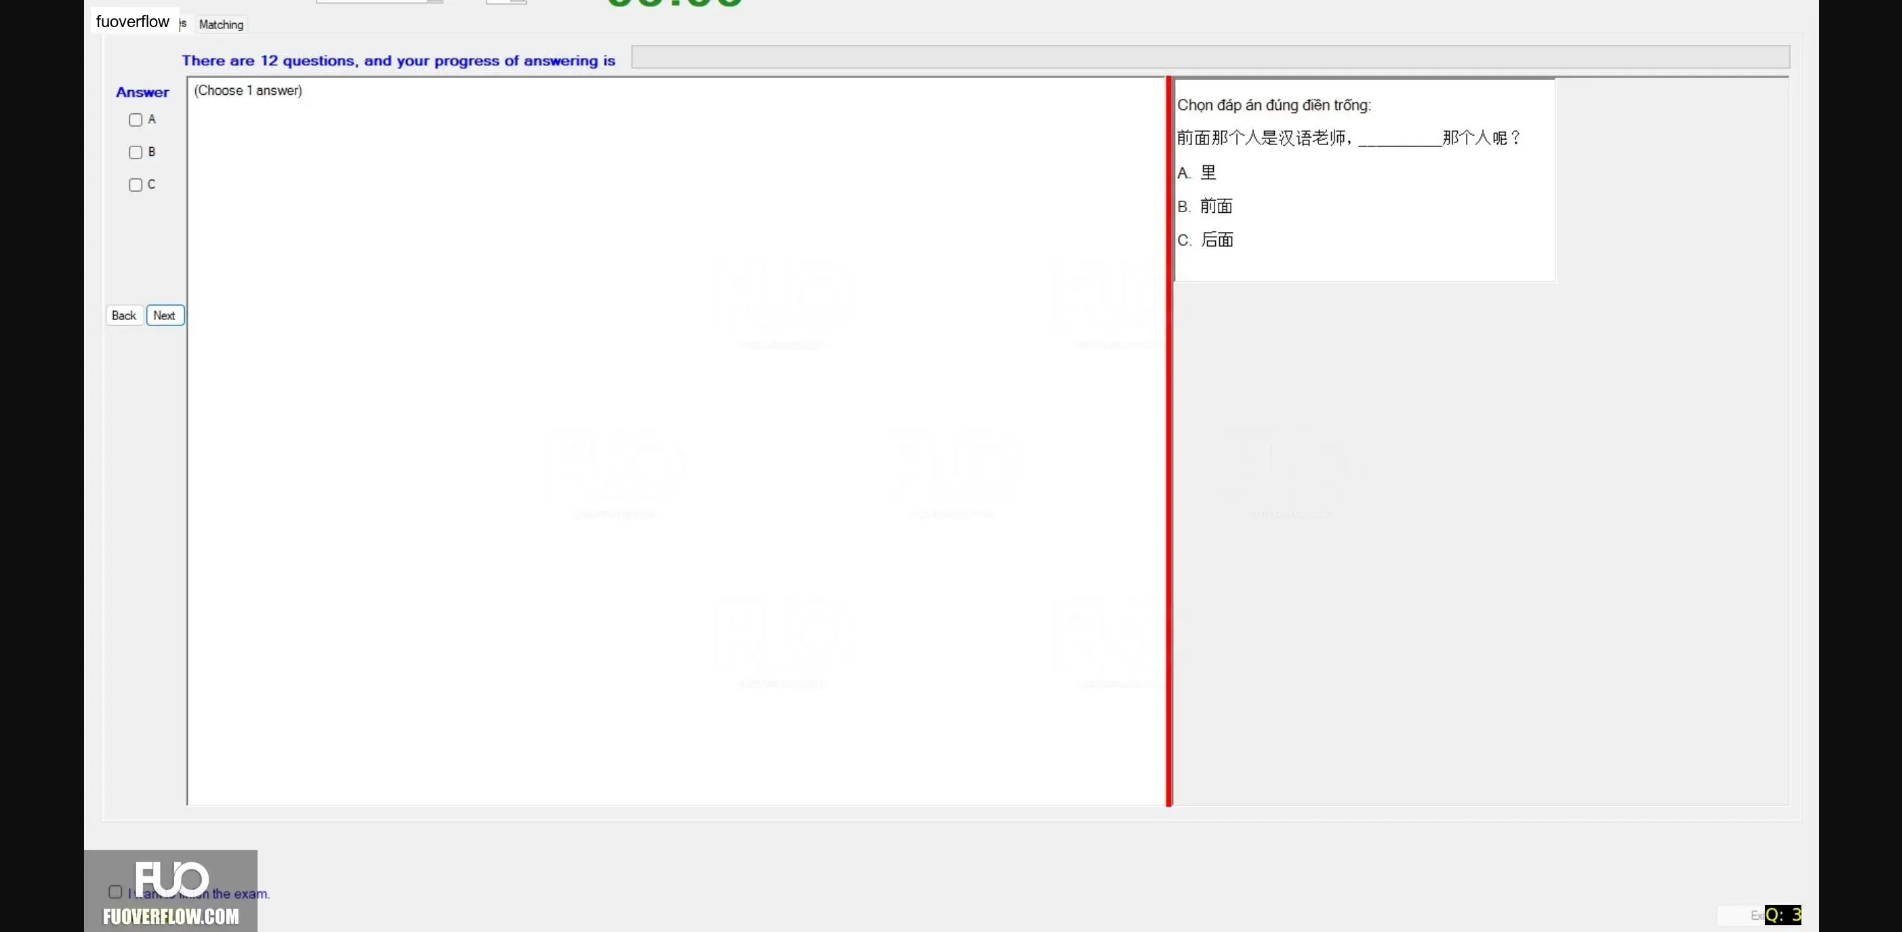 fuoverflow
Matching
There are 12 questions, and your progress of answering is
Answer
(Choose 1 answer)
A
B
C
Back Next
Chọn đáp án đúng điền trống:
前面那个人是汉语老师, __________那个人呢？
A. 里
B. 前面
C. 后面
FUO
the exam.
FUOVERFLOW.COM
Q: 3